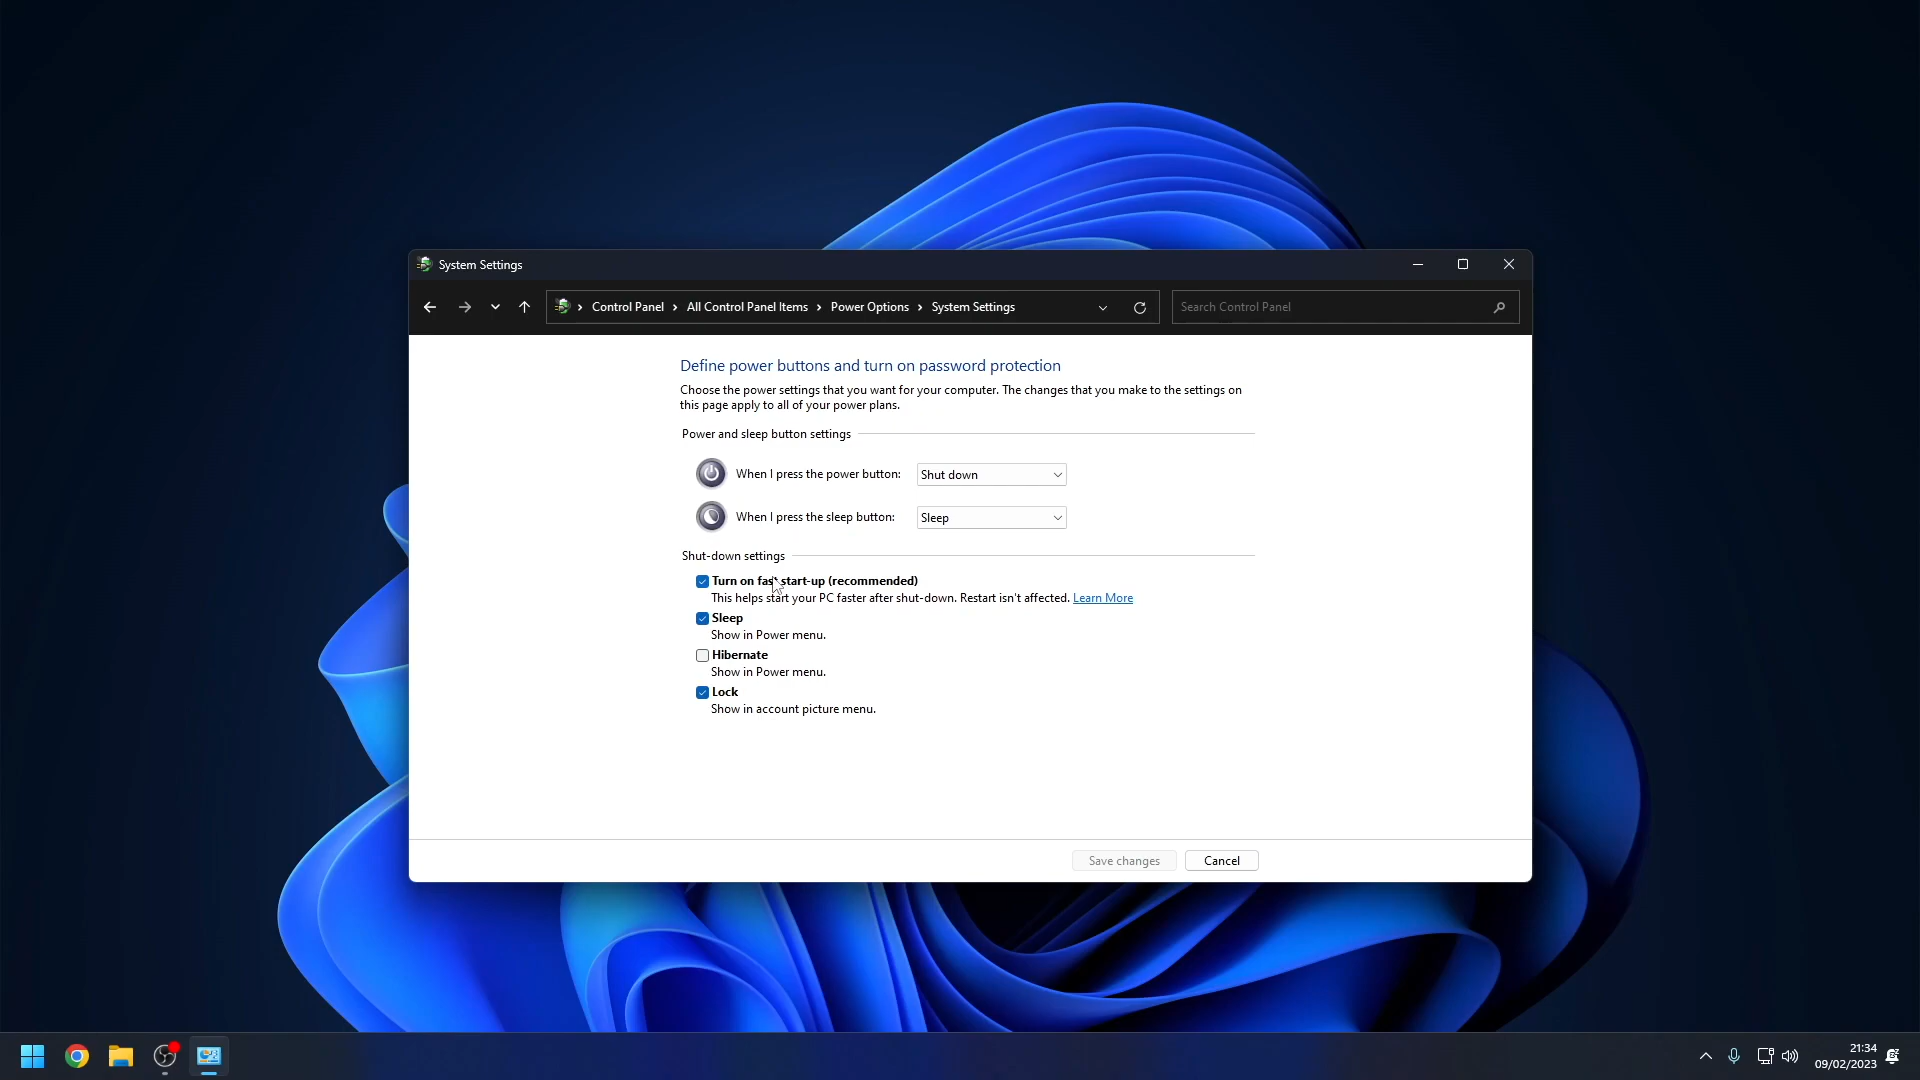 System Settings
Control Panel > All Control Panel Items > Power Options > System Settings
Search Control Panel
Define power buttons and turn on password protection
Choose the power settings that you want for your computer. The changes that you make to the settings on
this page apply to all of your power plans.
Power and sleep button settings
When I press the power button: Shut down
When I press the sleep button: Sleep
Shut-down settings
Turn on fast start-up (recommended)
This helps start your PC faster after shut-down. Restart isn't affected. Learn More
Sleep
Show in Power menu.
Hibernate
Show in Power menu.
Lock
Show in account picture menu.
Save changes Cancel
21:34
09/02/2023